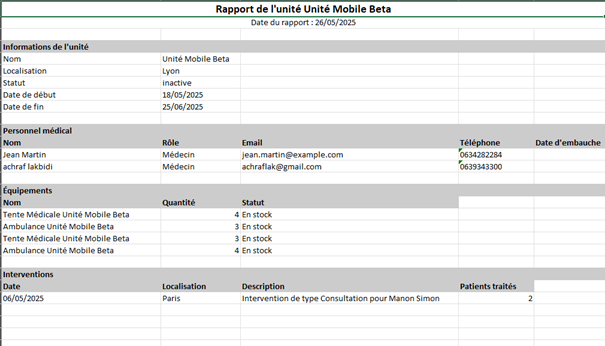 Rapport de l'unité Unité Mobile Beta
Date du rapport : 26/05/2025
Informations de l'unité
Nom Unité Mobile Beta
Localisation Lyon
Statut inactive
Date de début 18/05/2025
Date de fin 25/06/2025
Personnel médical
Nom Rôle Email Téléphone Date d'embauche
Jean Martin Médecin jean.martin@example.com 0634282284
achraf lakbidi Médecin achraflak@gmail.com 0639343300
Équipements
Nom Quantité Statut
Tente Médicale Unité Mobile Beta 4 En stock
Ambulance Unité Mobile Beta 3 En stock
Tente Médicale Unité Mobile Beta 3 En stock
Ambulance Unité Mobile Beta 4 En stock
Interventions
Date Localisation Description Patients traités
06/05/2025 Paris Intervention de type Consultation pour Manon Simon 2